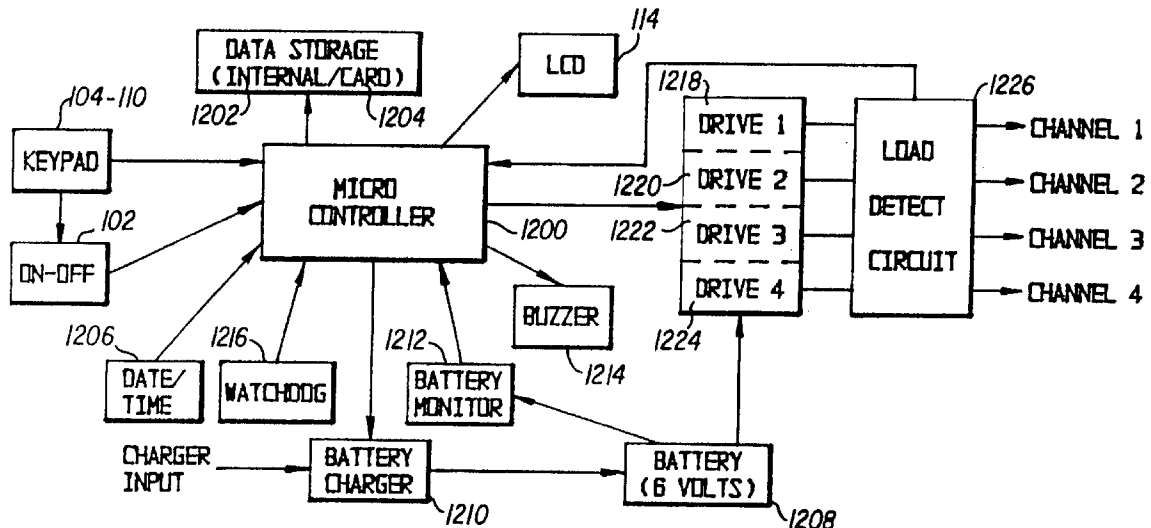 DATA STORAGE
(INTERNAL/CARD)
1202
1204
LCD
114
104-110
KEYPAD
102
ON-OFF
MICRO
CONTROLLER
1200
1218
DRIVE 1
1220
DRIVE 2
1222
DRIVE 3
DRIVE 4
1224
1226
LOAD
DETECT
CIRCUIT
CHANNEL 1
CHANNEL 2
CHANNEL 3
CHANNEL 4
BUZZER
1214
1206
DATE/
TIME
1216
WATCHDOG
1212
BATTERY
MONITOR
CHARGER
INPUT
BATTERY
CHARGER
1210
BATTERY
(6 VOLTS)
1208